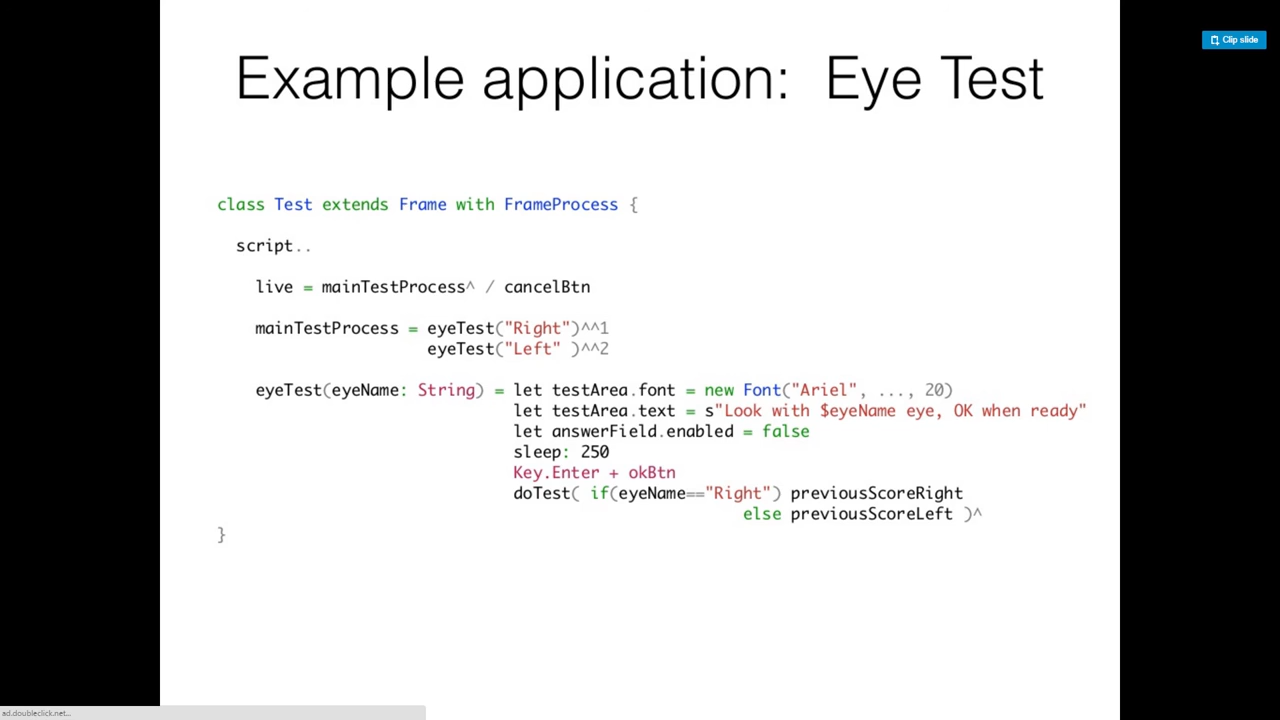 Clip slide
Example application: Eye Test
class Test extends Frame with FrameProcess {
script..
live = mainTestProcess^ / cancelBtn
mainTestProcess = eyeTest("Right")^^1
eyeTest("Left" )^^2
eyeTest(eyeName: String) = let testArea.font = new Font("Ariel", ..., 20)
let testArea.text = s"Look with $eyeName eye, OK when ready"
let answerField.enabled = false
sleep: 250
Key.Enter + okBtn
doTest( if(eyeName=="Right") previousScoreRight
else previousScoreLeft )^
}
ad.doubleclick.net...